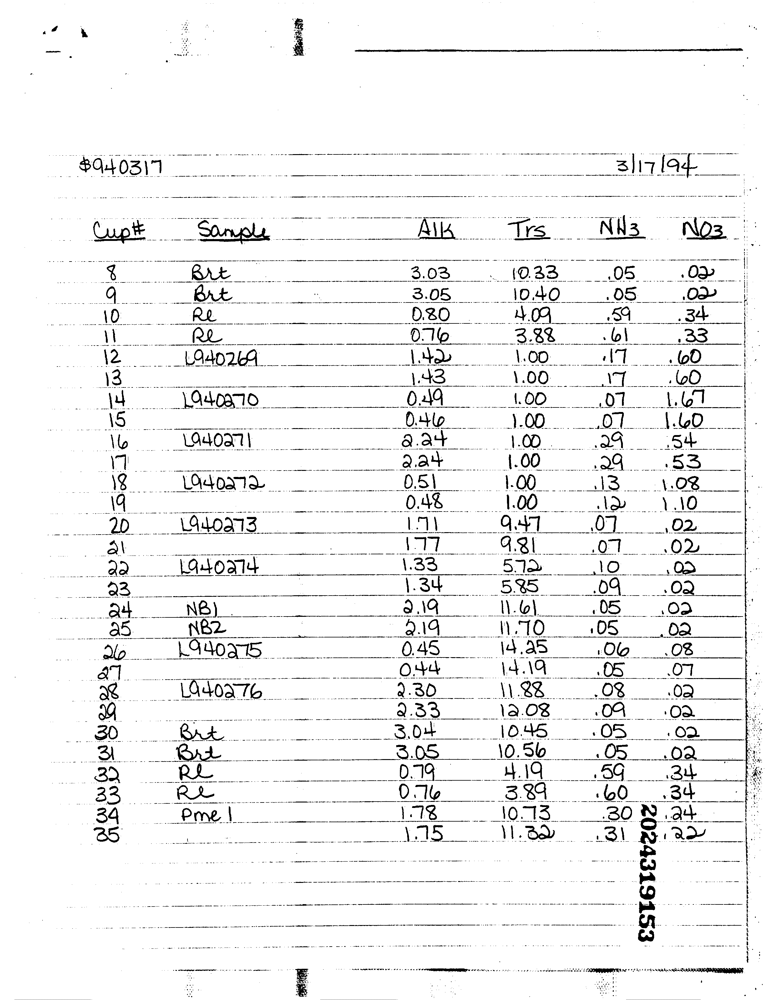 $940317 3/17/94
Cup# Sample Alk Trs NH3 NO3
8 Brt 3.03 10.33 .05 .02
9 Brt 3.05 10.40 .05 .02
10 Re 0.80 4.09 .59 .34
11 Re 0.76 3.88 .61 .33
12 L940269 1.42 1.00 .17 .60
13 1.43 1.00 .17 .60
14 L940270 0.49 1.00 .07 1.67
15 0.46 1.00 .07 1.60
16 L940271 2.24 1.00 .29 .54
17 2.24 1.00 .29 .53
18 L940272 0.51 1.00 .13 1.08
19 0.48 1.00 .12 1.10
20 L940273 1.71 9.47 .07 .02
21 1.77 9.81 .07 .02
22 L940274 1.33 5.72 .10 .02
23 1.34 5.85 .09 .02
24 NB1 2.19 11.61 .05 .02
25 NB2 2.19 11.70 .05 .02
26 L940275 0.45 14.25 .06 .08
27 0.44 14.19 .05 .07
28 L940276 2.30 11.88 .08 .02
29 2.33 12.08 .09 .02
30 Brt 3.04 10.45 .05 .02
31 Brt 3.05 10.56 .05 .02
32 Re 0.79 4.19 .59 .34
33 Re 0.76 3.89 .60 .34
34 Pme 1 1.78 10.73 .30 .24
35 1.75 11.32 .31 .22
2024319153